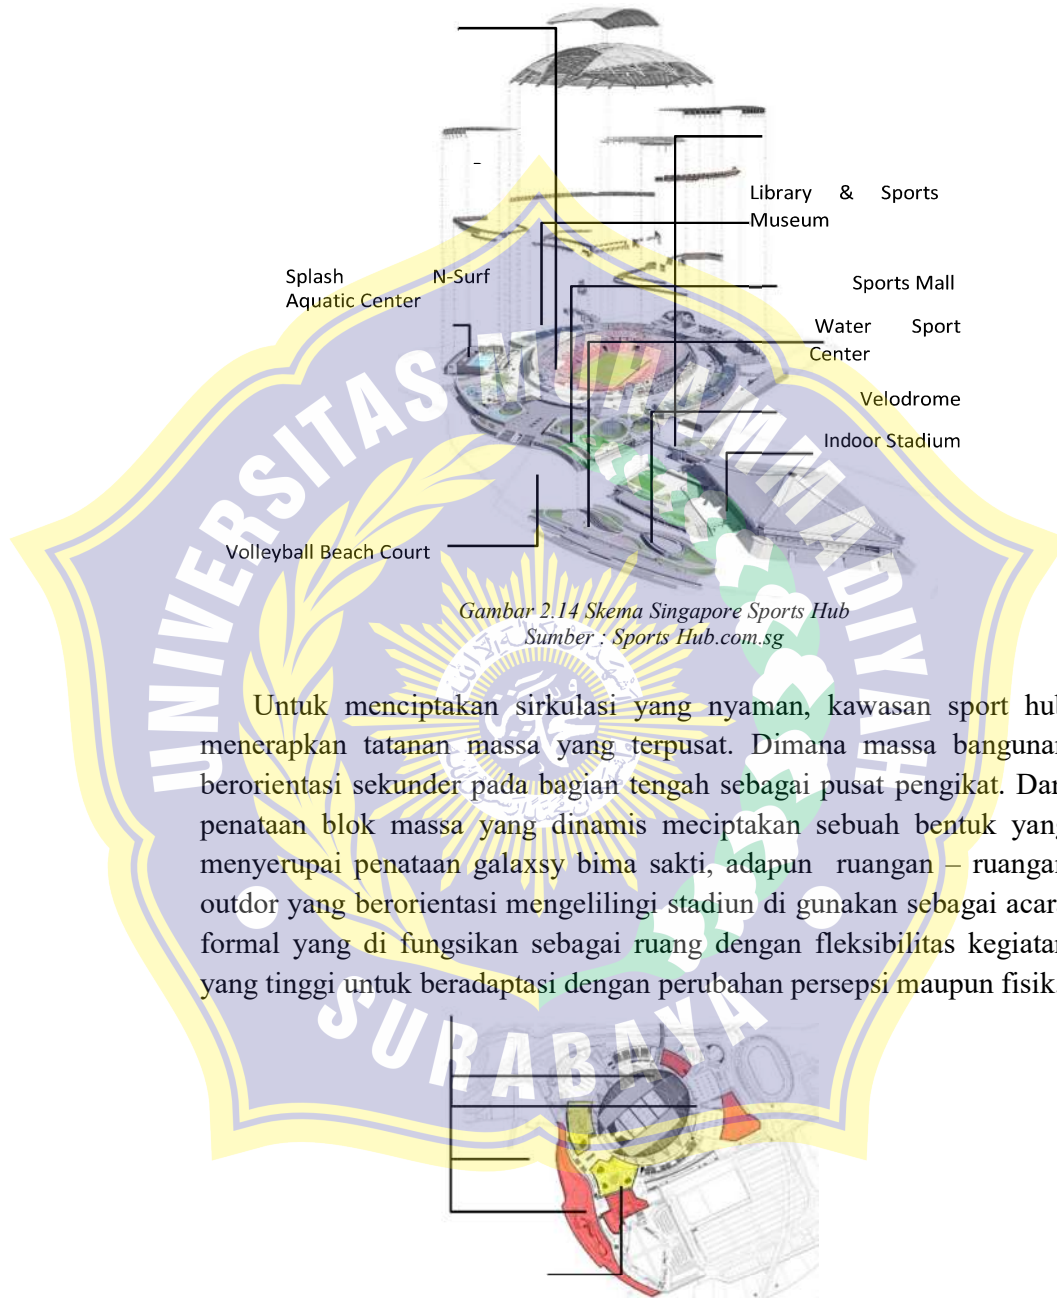 Library & Sports
Museum
Splash N-Surf
Aquatic Center
Sports Mall
Water Sport
Center
Velodrome
Indoor Stadium
Volleyball Beach Court
Gambar 2.14 Skema Singapore Sports Hub
Sumber : Sports Hub.com.sg
Untuk menciptakan sirkulasi yang nyaman, kawasan sport hub
menerapkan tatanan massa yang terpusat. Dimana massa bangunan
berorientasi sekunder pada bagian tengah sebagai pusat pengikat. Dan
penataan blok massa yang dinamis meciptakan sebuah bentuk yang
menyerupai penataan galaxsy bima sakti, adapun ruangan – ruangan
outdor yang berorientasi mengelilingi stadiun di gunakan sebagai acara
formal yang di fungsikan sebagai ruang dengan fleksibilitas kegiatan
yang tinggi untuk beradaptasi dengan perubahan persepsi maupun fisik.
UNIVERSITAS MUHAMMADIYAH
SURABAYA